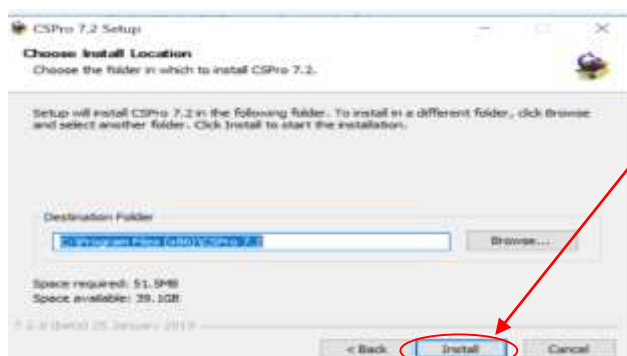 CSPro 7.2 Setup
Choose Install Location
Choose the folder in which to install CSPro 7.2.
Setup will install CSPro 7.2 in the following folder. To install in a different folder, click Browse
and select another folder. Click Install to start the installation.
Destination Folder
C:\Program Files (x86)\CSPro 7.2
Browse...
Space required: 51.5MB
Space available: 39.1GB
7.2.0 (beta) 25 January 2019
< Back
Install
Cancel